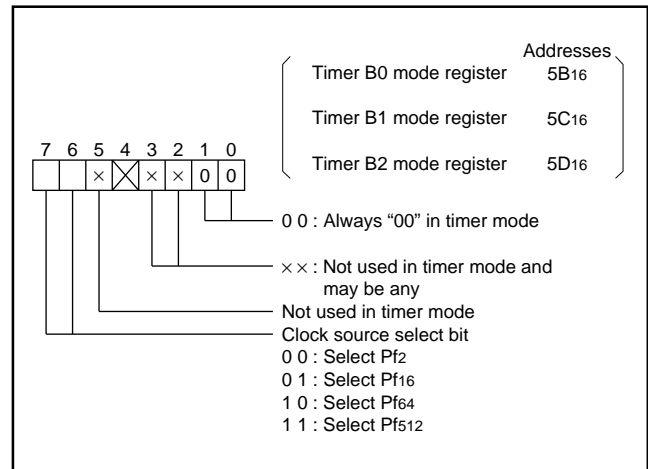 Addresses
Timer B0 mode register 5B16
Timer B1 mode register 5C16
Timer B2 mode register 5D16
7 6 5 4 3 2 1 0
× × × 0 0
0 0 : Always “00” in timer mode
× × : Not used in timer mode and
may be any
Not used in timer mode
Clock source select bit
0 0 : Select Pf2
0 1 : Select Pf16
1 0 : Select Pf64
1 1 : Select Pf512